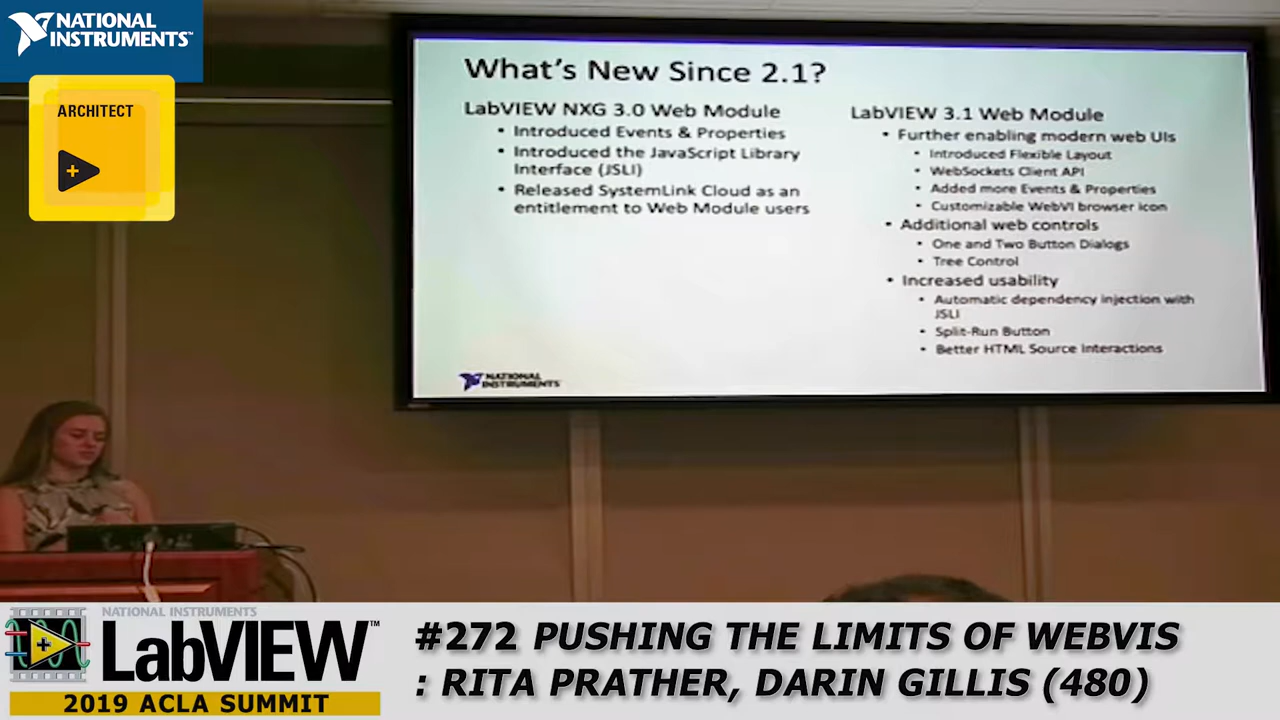 NATIONAL
INSTRUMENTS
ARCHITECT
What's New Since 2.1?
LabVIEW NXG 3.0 Web Module
• Introduced Events & Properties
• Introduced the JavaScript Library
Interface (JSLI)
• Released SystemLink Cloud as an
entitlement to Web Module users
LabVIEW 3.1 Web Module
• Further enabling modern web UIs
• Introduced Flexible Layout
• WebSockets Client API
• Added more Events & Properties
• Customizable WebVI browser icon
• Additional web controls
• One and Two Button Dialogs
• Tree Control
• Increased usability
• Automatic dependency injection with
JSLI
• Split-Run Button
• Better HTML Source Interactions
NATIONAL
INSTRUMENTS
NATIONAL INSTRUMENTS
LabVIEW™
2019 ACLA SUMMIT
#272 PUSHING THE LIMITS OF WEBVIS
: RITA PRATHER, DARIN GILLIS (480)